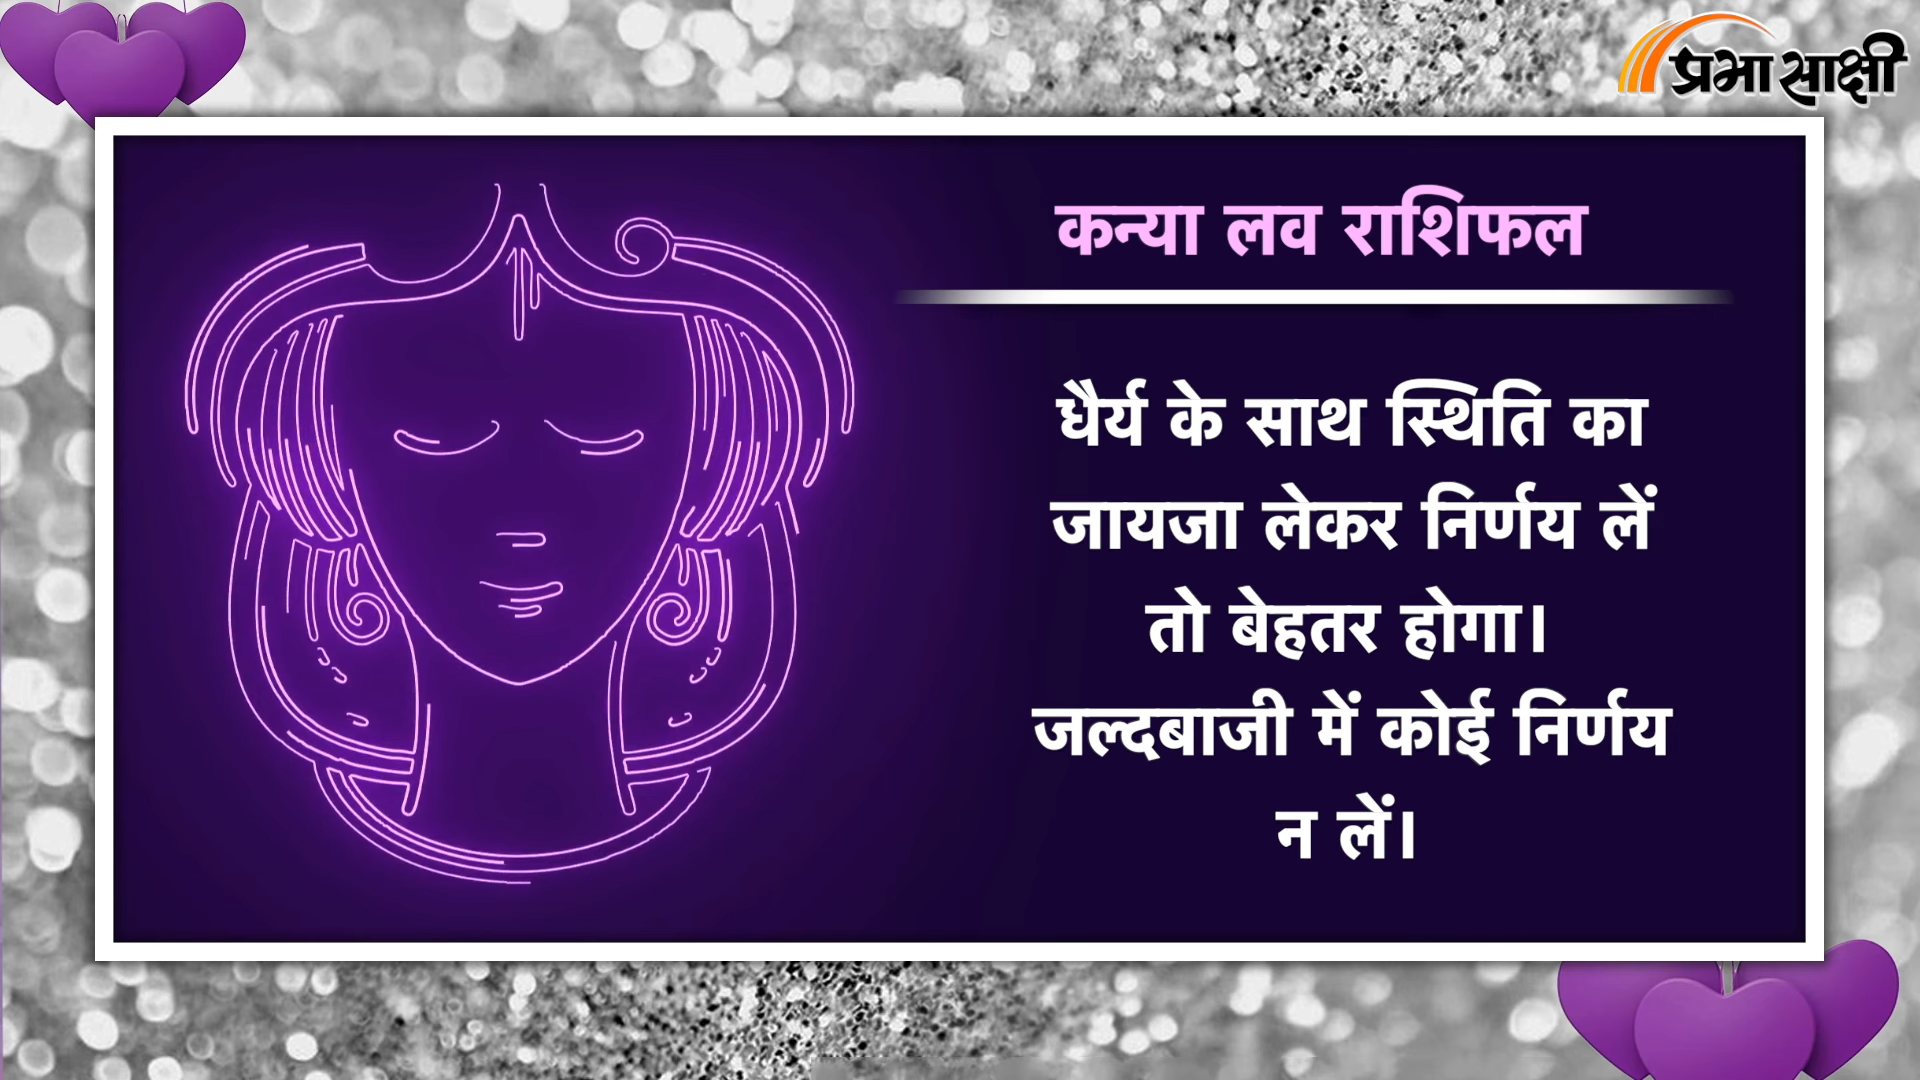 प्रभा साक्षी
कन्या लव राशिफल
धैर्य के साथ स्थिति का
जायजा लेकर निर्णय लें
तो बेहतर होगा।
जल्दबाजी में कोई निर्णय
न लें।